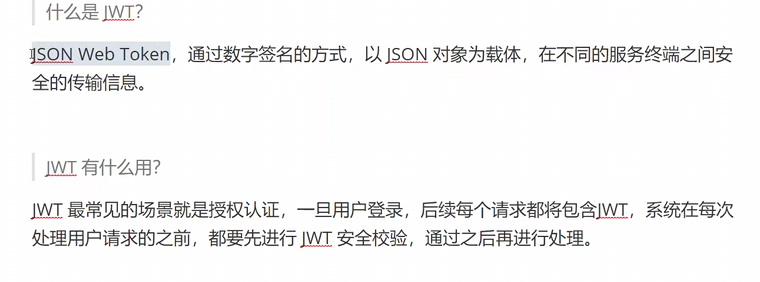 什么是 JWT?
JSON Web Token，通过数字签名的方式，以 JSON 对象为载体，在不同的服务终端之间安
全的传输信息。
JWT 有什么用?
JWT 最常见的场景就是授权认证，一旦用户登录，后续每个请求都将包含JWT，系统在每次
处理用户请求的之前，都要先进行 JWT 安全校验，通过之后再进行处理。